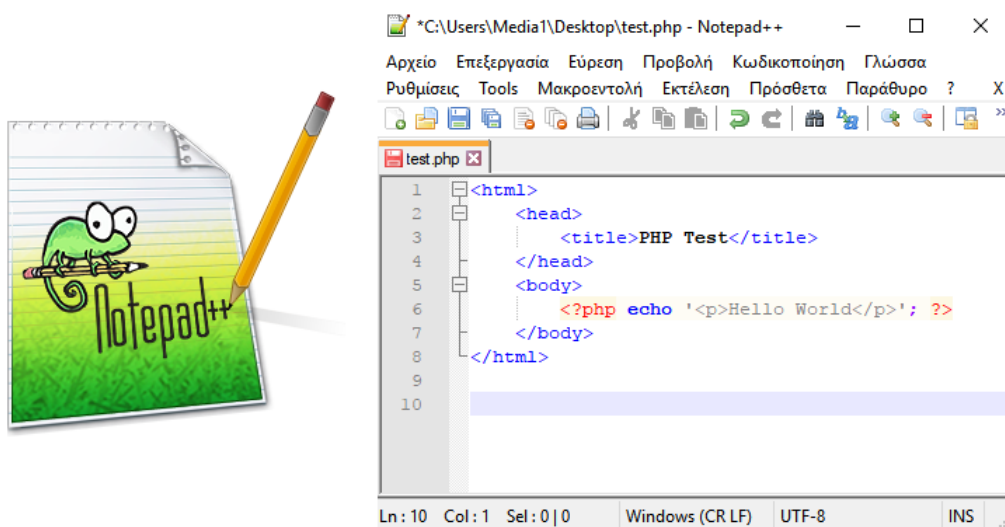 Notepad++
*C:\Users\Media1\Desktop\test.php - Notepad++
Αρχείο Επεξεργασία Εύρεση Προβολή Κωδικοποίηση Γλώσσα
Ρυθμίσεις Tools Μακροεντολή Εκτέλεση Πρόσθετα Παράθυρο ? X
test.php
1 <html>
2 <head>
3 <title>PHP Test</title>
4 </head>
5 <body>
6 <?php echo '<p>Hello World</p>'; ?>
7 </body>
8 </html>
9
10
Ln : 10 Col : 1 Sel : 0 | 0 Windows (CR LF) UTF-8 INS